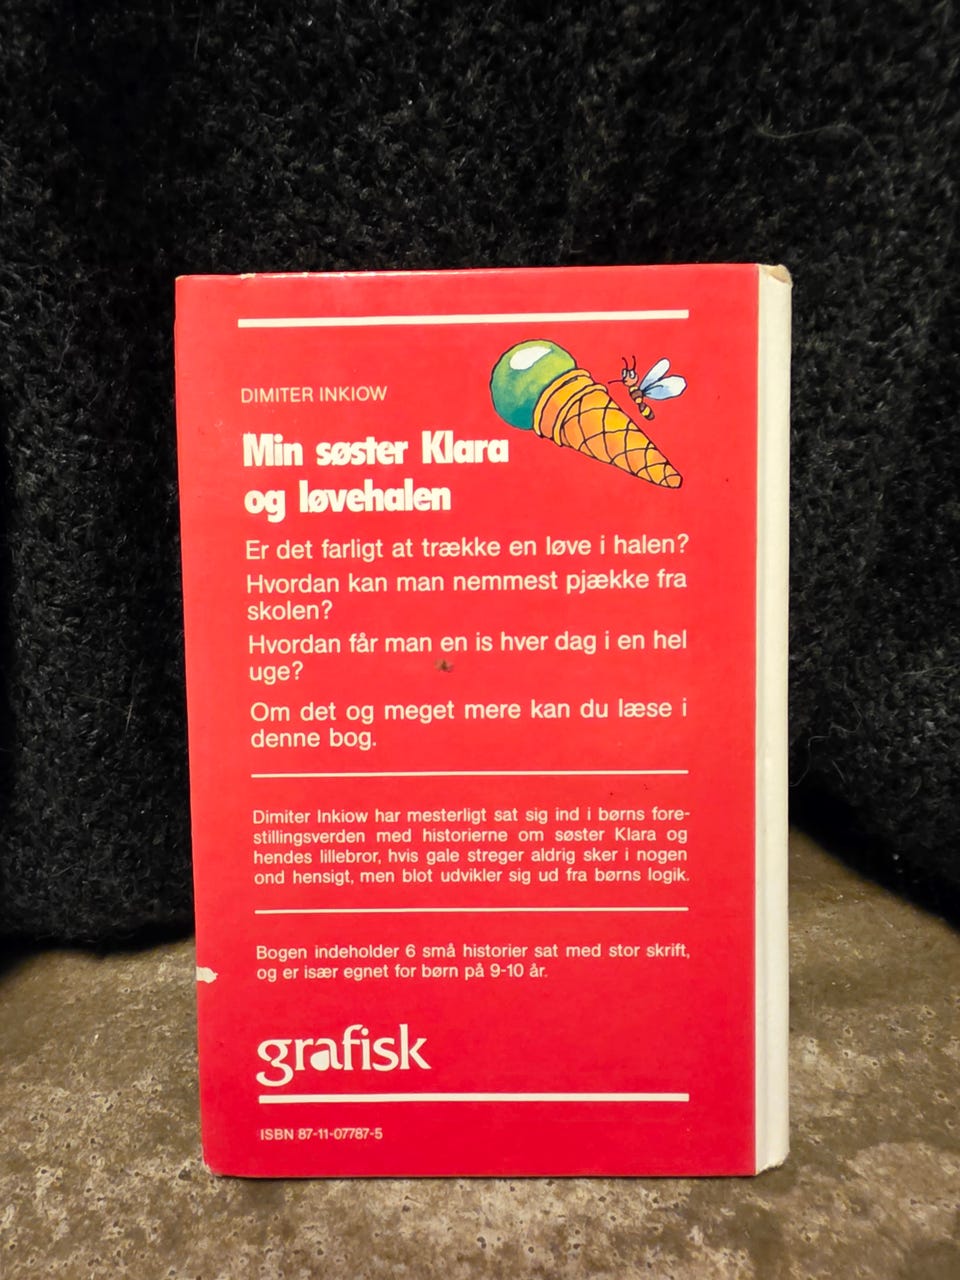 DIMITER INKIOW
Min søster Klara
og løvehalen
Er det farligt at trække en løve i halen?
Hvordan kan man nemmest pjække fra
skolen?
Hvordan får man en is hver dag i en hel
uge?
Om det og meget mere kan du læse i
denne bog.
Dimiter Inkiow har mesterligt sat sig ind i børns fore-
stillingsverden med historierne om søster Klara og
hendes lillebror, hvis gale streger aldrig sker i nogen
ond hensigt, men blot udvikler sig ud fra børns logik.
Bogen indeholder 6 små historier sat med stor skrift,
og er især egnet for børn på 9-10 år.
grafisk
ISBN 87-11-07787-5